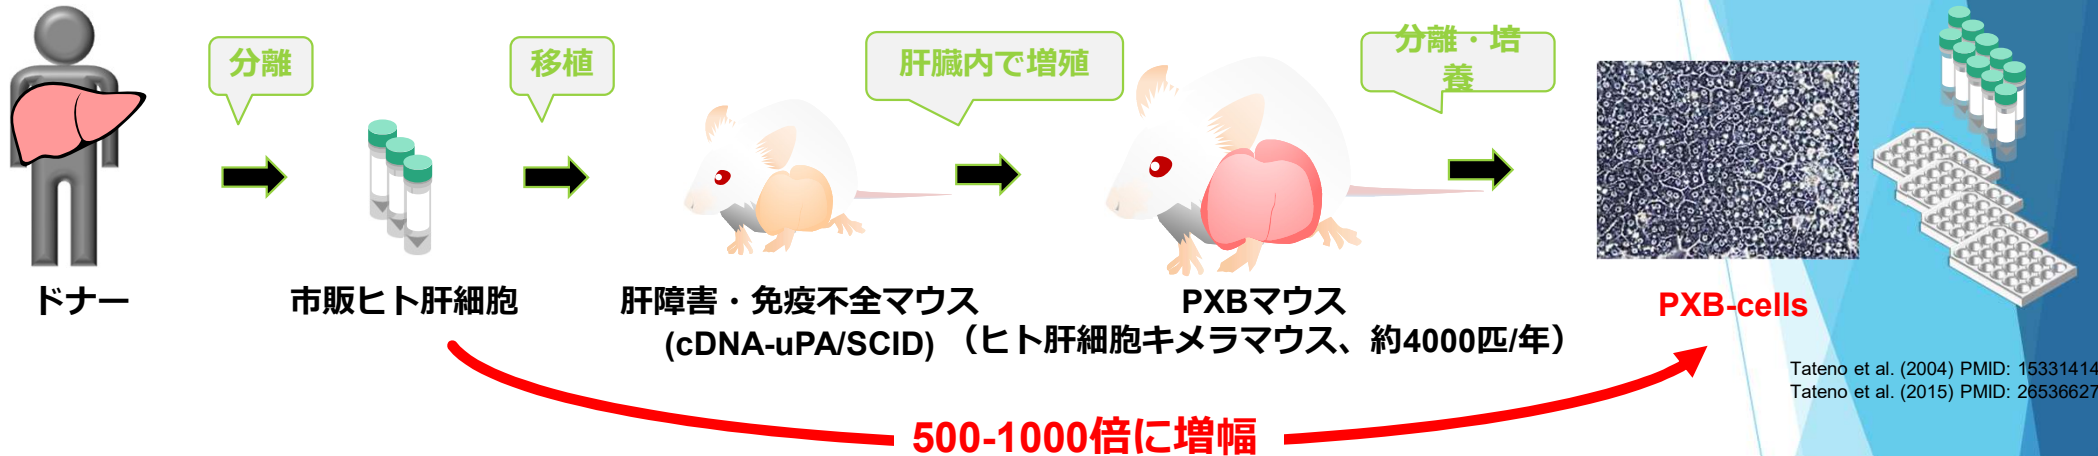 分離
移植
肝臓内で増殖
分離・培
養
ドナー
市販ヒト肝細胞
肝障害・免疫不全マウス
(cDNA-uPA/SCID)
PXBマウス
（ヒト肝細胞キメラマウス、約4000匹/年）
PXB-cells
Tateno et al. (2004) PMID: 15331414
Tateno et al. (2015) PMID: 26536627
500-1000倍に増幅